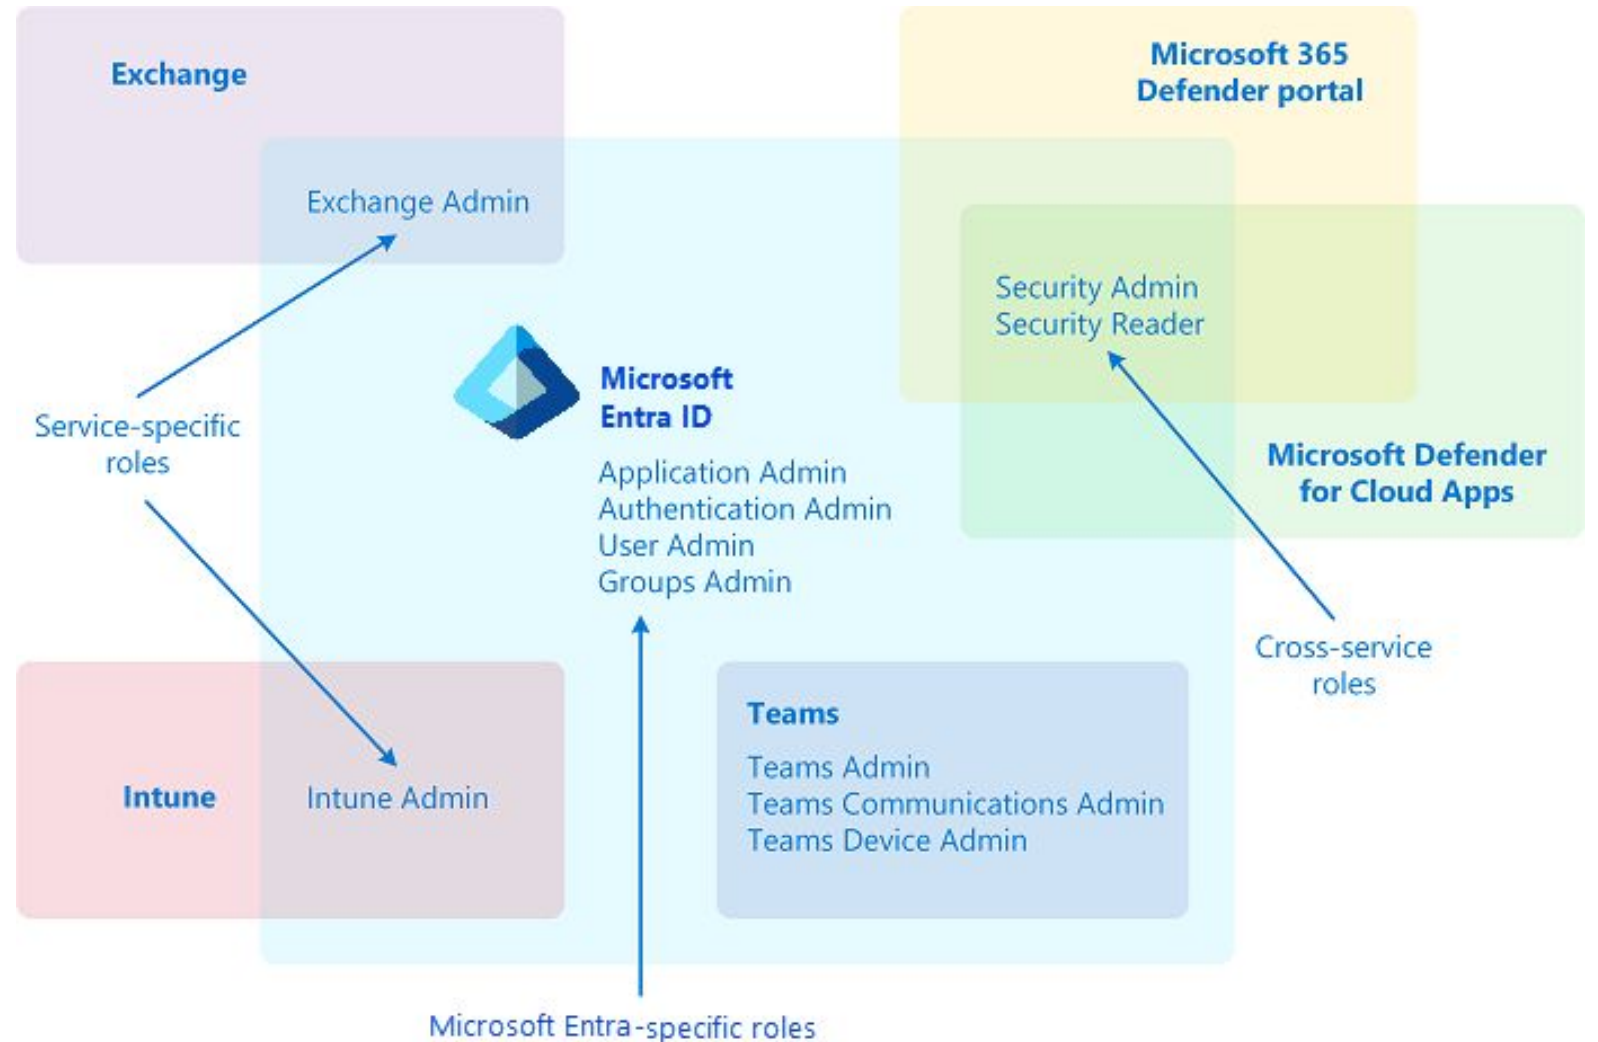 Exchange
Microsoft 365
Defender portal
Exchange Admin
Security Admin
Security Reader
Microsoft
Entra ID
Service-specific
roles
Application Admin
Authentication Admin
User Admin
Groups Admin
Microsoft Defender
for Cloud Apps
Cross-service
roles
Teams
Teams Admin
Teams Communications Admin
Teams Device Admin
Intune
Intune Admin
Microsoft Entra-specific roles